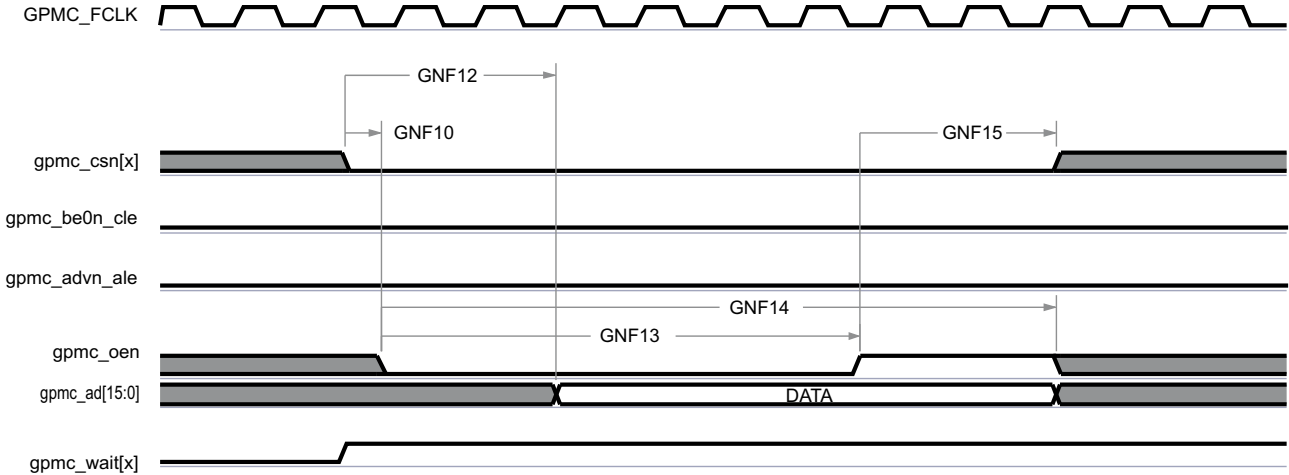 GPMC_FCLK
GNF12
GNF10
GNF15
gpmc_csn[x]
gpmc_be0n_cle
gpmc_advn_ale
GNF14
GNF13
gpmc_oen
gpmc_ad[15:0]
DATA
gpmc_wait[x]